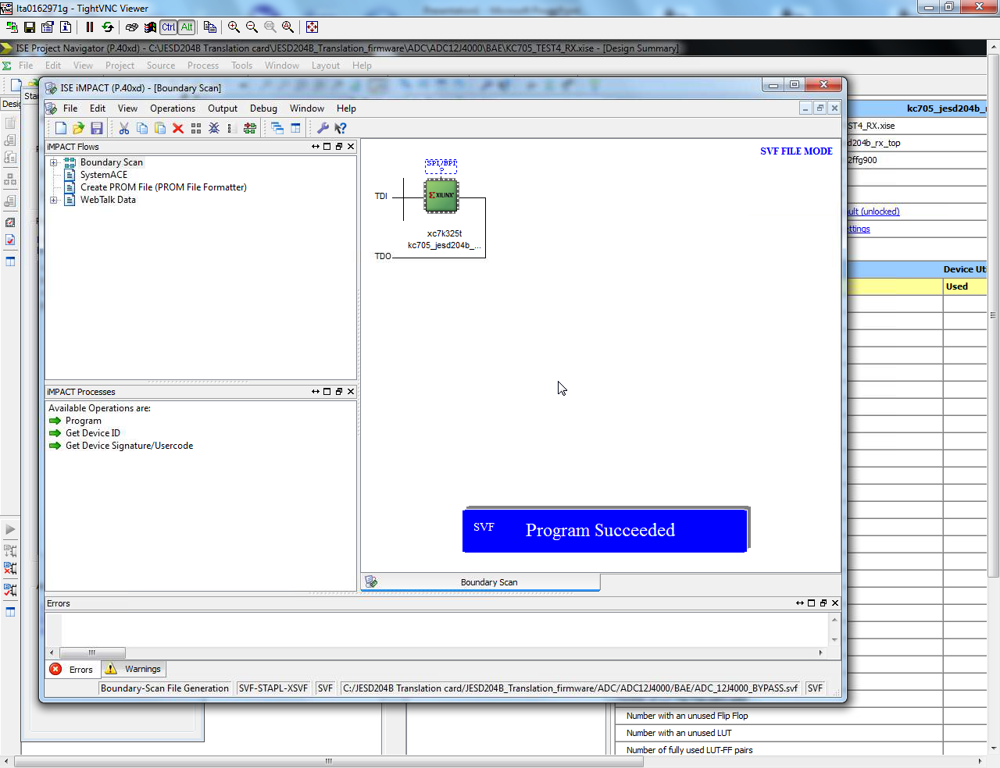 lta0162971g - TightVNC Viewer
Ctrl Alt
ISE Project Navigator (P.40xd) - C:\JESD204B Translation card\JESD204B_Translation_firmware\ADC\ADC12J4000\BAE\KC705_TEST4_RX.xise - [Design Summary]
File Edit View Project Source Process Tools Window Layout Help
ISE iMPACT (P.40xd) - [Boundary Scan]
File Edit View Operations Output Debug Window Help
iMPACT Flows
Boundary Scan
SystemACE
Create PROM File (PROM File Formatter)
WebTalk Data
iMPACT Processes
Available Operations are:
Program
Get Device ID
Get Device Signature/Usercode
SVF FILE MODE
SPI/BPI
?
TDI
XILINX
xc7k325t
kc705_jesd204b_...
TDO
SVF Program Succeeded
Boundary Scan
Errors
Errors Warnings
Boundary-Scan File Generation SVF-STAPL-XSVF SVF C:/JESD204B Translation card/JESD204B_Translation_firmware/ADC/ADC12J4000/BAE/ADC_12J4000_BYPASS.svf SVF
kc705_jesd204b_
ST4_RX.xise
d204b_rx_top
2ffg900
ult (unlocked)
ttings
Device Ut
Used
Number with an unused Flip Flop
Number with an unused LUT
Number of fully used LUT-FF pairs